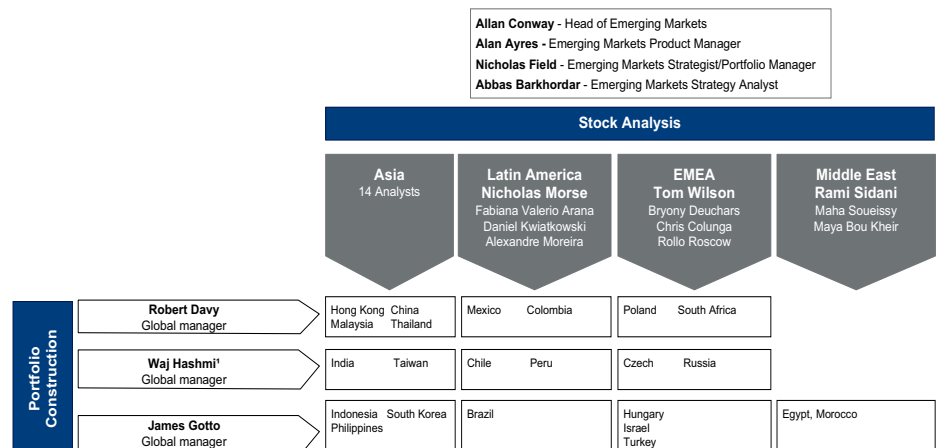 Allan Conway - Head of Emerging Markets
Alan Ayres - Emerging Markets Product Manager
Nicholas Field - Emerging Markets Strategist/Portfolio Manager
Abbas Barkhordar - Emerging Markets Strategy Analyst
Stock Analysis
Asia
14 Analysts
Latin America
Nicholas Morse
Fabiana Valerio Arana
Daniel Kwiatkowski
Alexandre Moreira
EMEA
Tom Wilson
Bryony Deuchars
Chris Colunga
Rollo Roscow
Middle East
Rami Sidani
Maha Soueissy
Maya Bou Kheir
Portfolio
Construction
Robert Davy
Global manager
Hong Kong China
Malaysia Thailand
Mexico Colombia
Poland South Africa
Waj Hashmi¹
Global manager
India Taiwan
Chile Peru
Czech Russia
James Gotto
Global manager
Indonesia South Korea
Philippines
Brazil
Hungary
Israel
Turkey
Egypt, Morocco